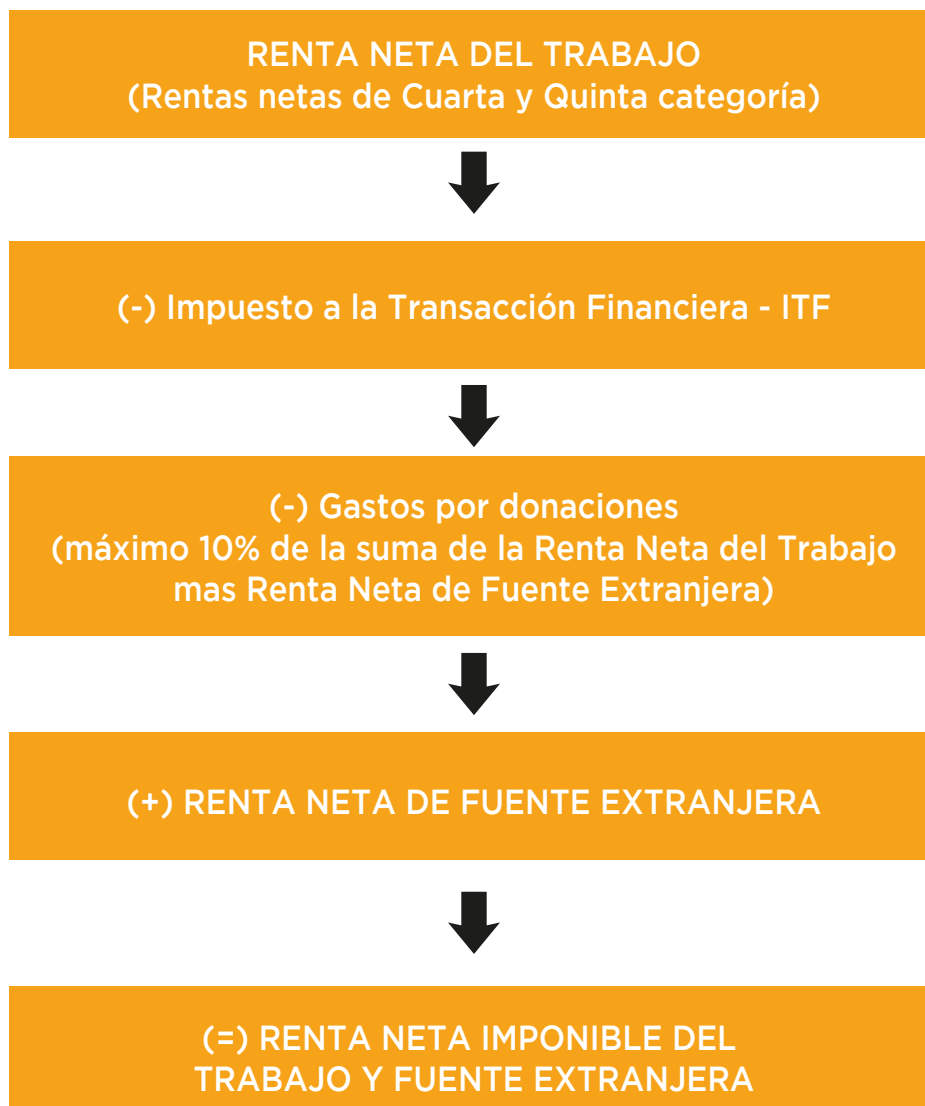 RENTA NETA DEL TRABAJO
(Rentas netas de Cuarta y Quinta categoría)
(-) Impuesto a la Transacción Financiera - ITF
(-) Gastos por donaciones
(máximo 10% de la suma de la Renta Neta del Trabajo
mas Renta Neta de Fuente Extranjera)
(+) RENTA NETA DE FUENTE EXTRANJERA
(=) RENTA NETA IMPONIBLE DEL
TRABAJO Y FUENTE EXTRANJERA